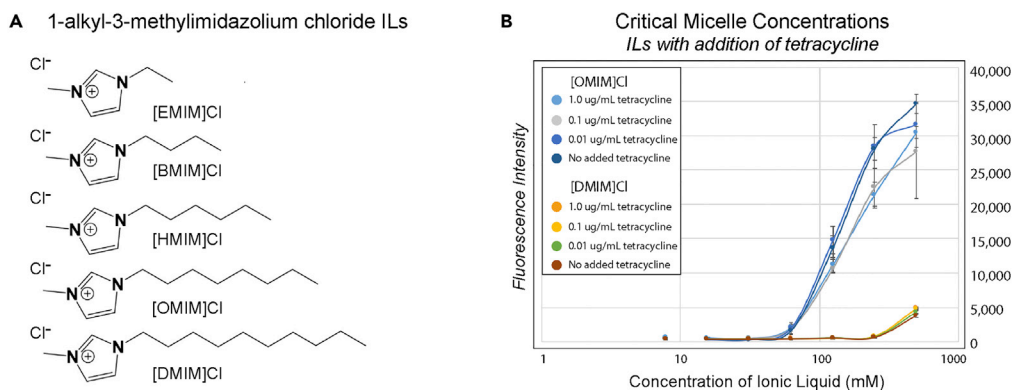 A 1-alkyl-3-methylimidazolium chloride ILs
Cl⁻
N
N
⊕
[EMIM]Cl
Cl⁻
N
N
⊕
[BMIM]Cl
Cl⁻
N
N
⊕
[HMIM]Cl
Cl⁻
N
N
⊕
[OMIM]Cl
Cl⁻
N
N
⊕
[DMIM]Cl
B Critical Micelle Concentrations
ILs with addition of tetracycline
[OMIM]Cl
1.0 ug/mL tetracycline
0.1 ug/mL tetracycline
0.01 ug/mL tetracycline
No added tetracycline
[DMIM]Cl
1.0 ug/mL tetracycline
0.1 ug/mL tetracycline
0.01 ug/mL tetracycline
No added tetracycline
Fluorescence Intensity
40,000
35,000
30,000
25,000
20,000
15,000
10,000
5,000
0
1 10 100 1000
Concentration of Ionic Liquid (mM)